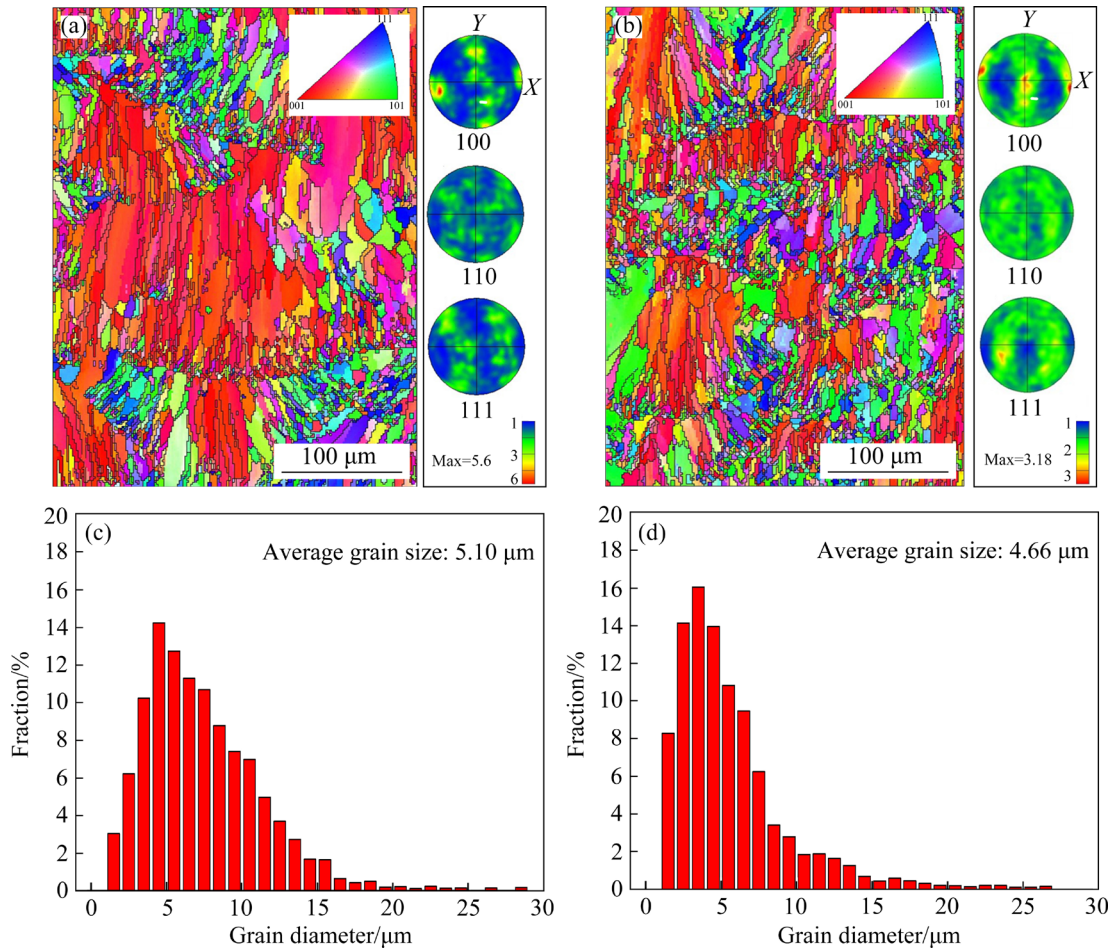 (a)
111
001
101
Y
X
100
110
111
1
3
6
Max=5.6
100 μm
(b)
111
001
101
Y
X
100
110
111
1
2
2
3
Max=3.18
100 μm
(c)
Average grain size: 5.10 μm
20
18
16
14
12
10
8
6
4
2
0
Fraction/%
0 5 10 15 20 25 30
Grain diameter/μm
(d)
Average grain size: 4.66 μm
20
18
16
14
12
10
8
6
4
2
0
Fraction/%
0 5 10 15 20 25 30
Grain diameter/μm